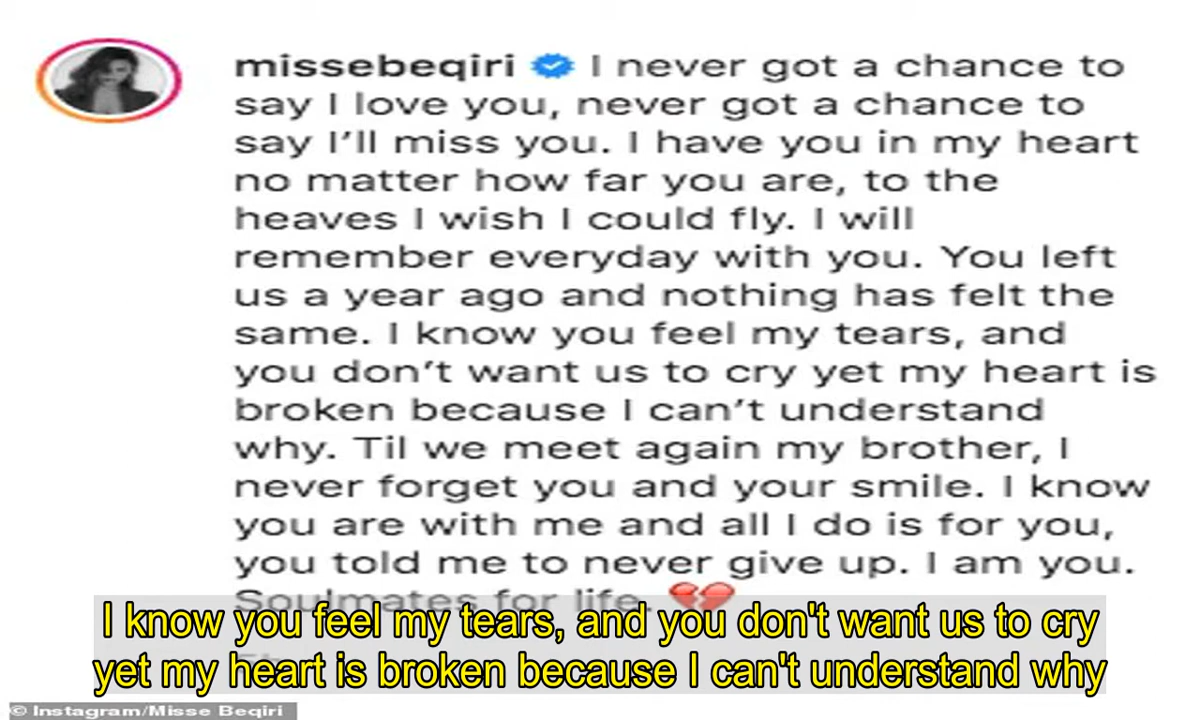 missebeqiri I never got a chance to
say I love you, never got a chance to
say I'll miss you. I have you in my heart
no matter how far you are, to the
heaves I wish I could fly. I will
remember everyday with you. You left
us a year ago and nothing has felt the
same. I know you feel my tears, and
you don't want us to cry yet my heart is
broken because I can't understand
why. Til we meet again my brother, I
never forget you and your smile. I know
you are with me and all I do is for you,
you told me to never give up. I am you.
Soulmates for life. 💔
I know you feel my tears, and you don't want us to cry
yet my heart is broken because I can't understand why
© Instagram/Misse Beqiri